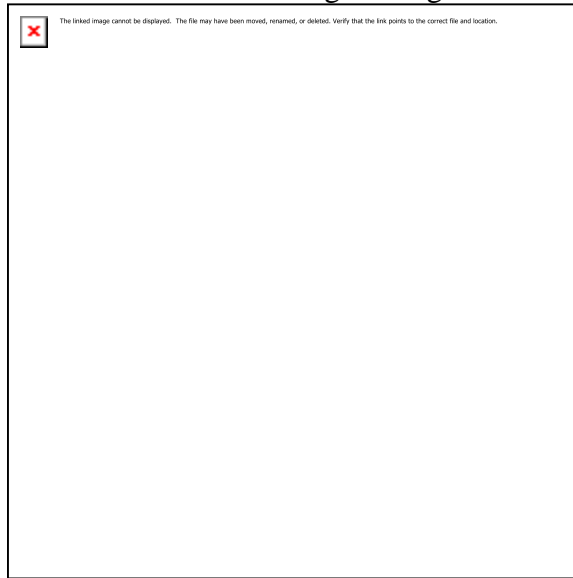 The linked image cannot be displayed. The file may have been moved, renamed, or deleted. Verify that the link points to the correct file and location.